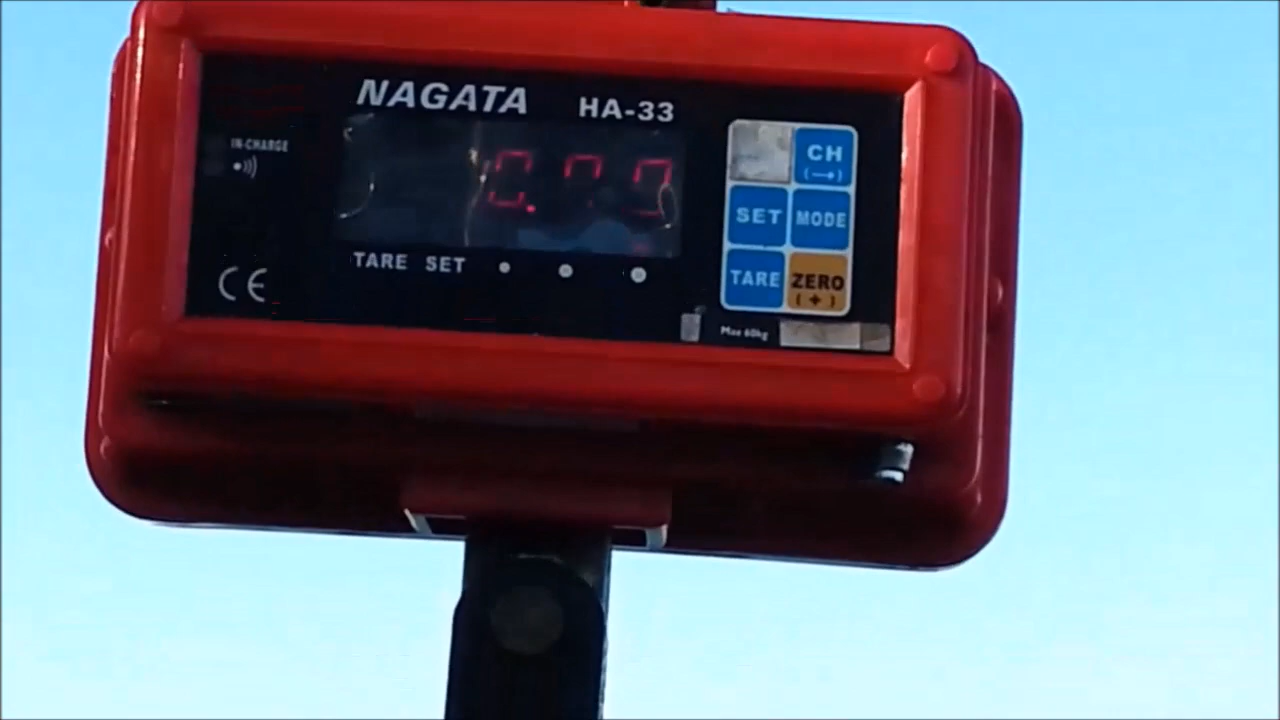 NAGATA HA-33
IN-CHARGE
CH
(→)
SET MODE
TARE SET
TARE ZERO
(+)
CE
Max 60kg